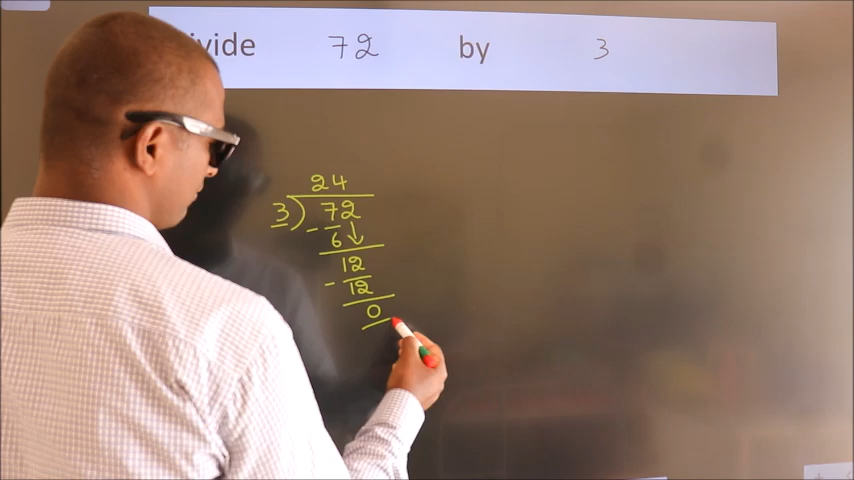 ivide 72 by 3
24
3) 72
- 6 ↓
12
- 12
0